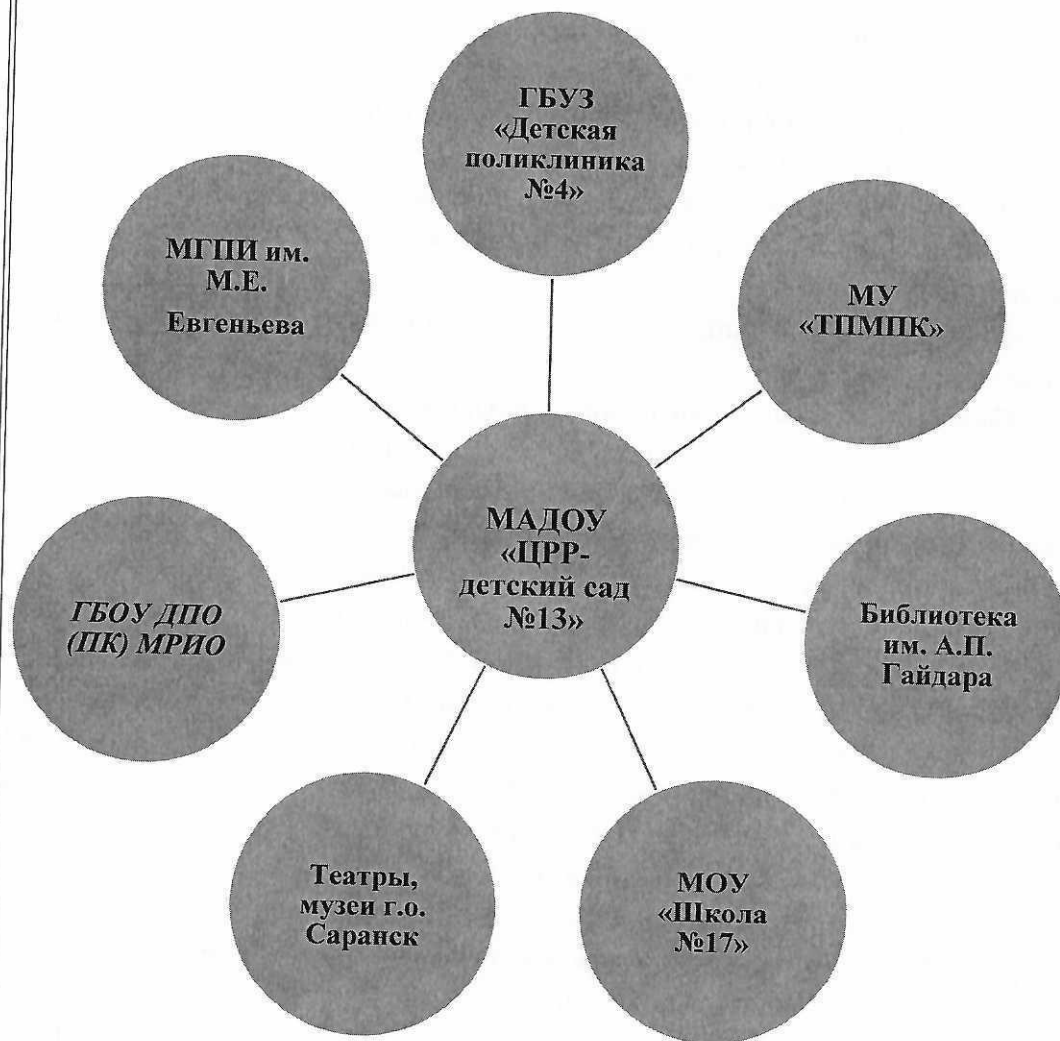 ГБУЗ
«Детская
поликлиника
№4»
МГПИ им.
М.Е.
Евгеньева
МУ
«ТПМПК»
МАДОУ
«ЦРР-
детский сад
№13»
ГБОУ ДПО
(ПК) МРИО
Библиотека
им. А.П.
Гайдара
Театры,
музеи г.о.
Саранск
МОУ
«Школа
№17»